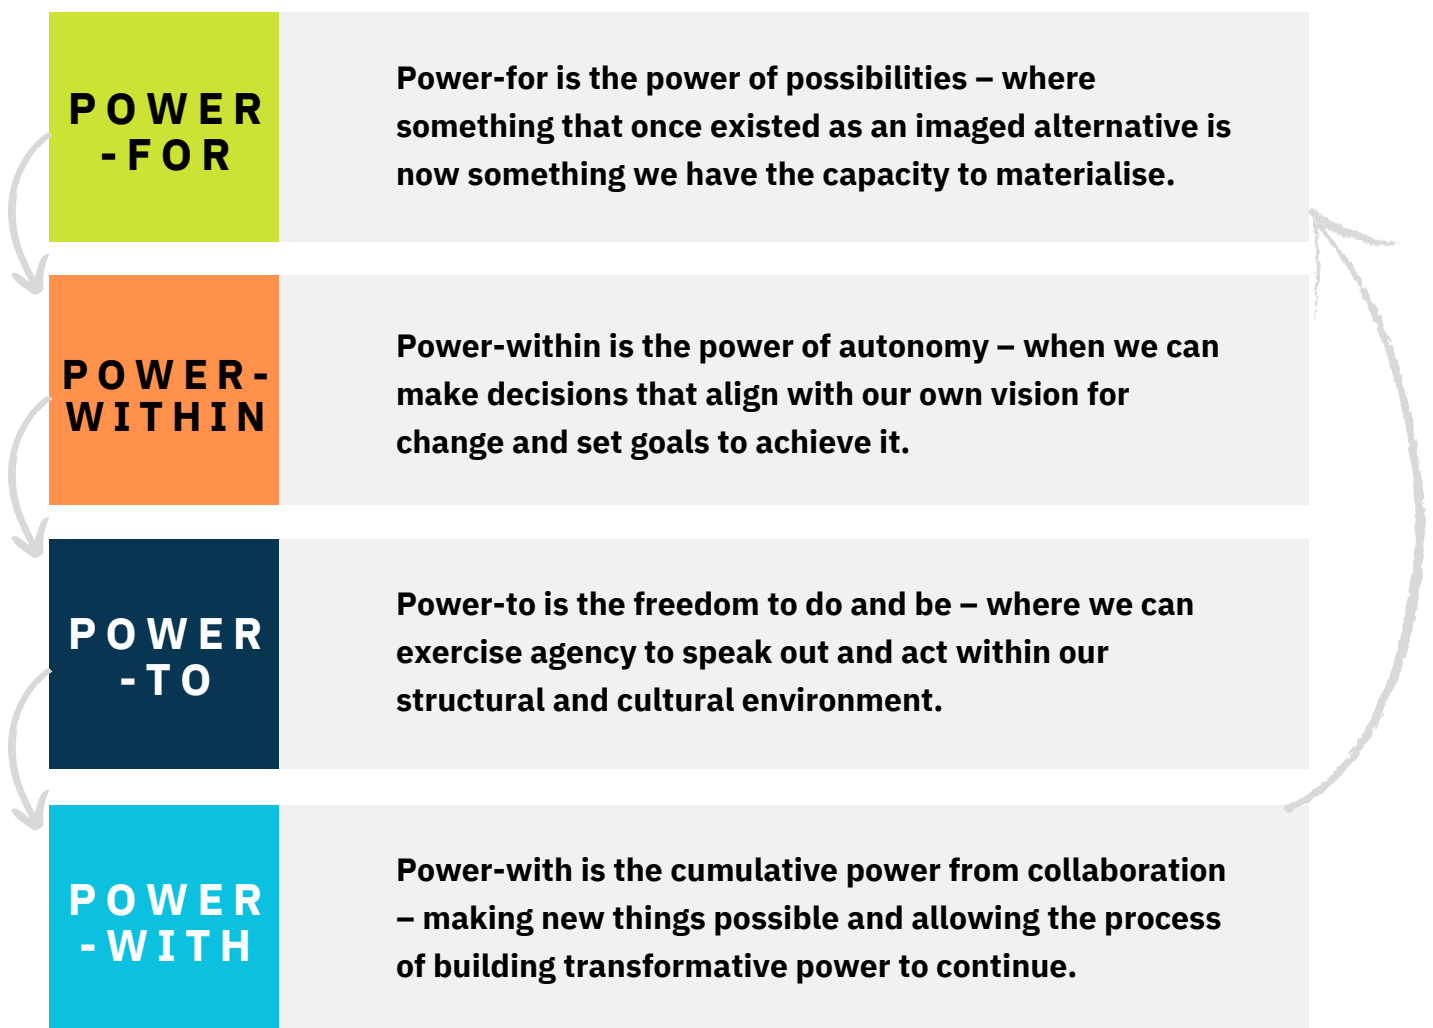 POWER
-FOR
Power-for is the power of possibilities – where
something that once existed as an imaged alternative is
now something we have the capacity to materialise.
POWER-
WITHIN
Power-within is the power of autonomy – when we can
make decisions that align with our own vision for
change and set goals to achieve it.
POWER
-TO
Power-to is the freedom to do and be – where we can
exercise agency to speak out and act within our
structural and cultural environment.
POWER
-WITH
Power-with is the cumulative power from collaboration
– making new things possible and allowing the process
of building transformative power to continue.